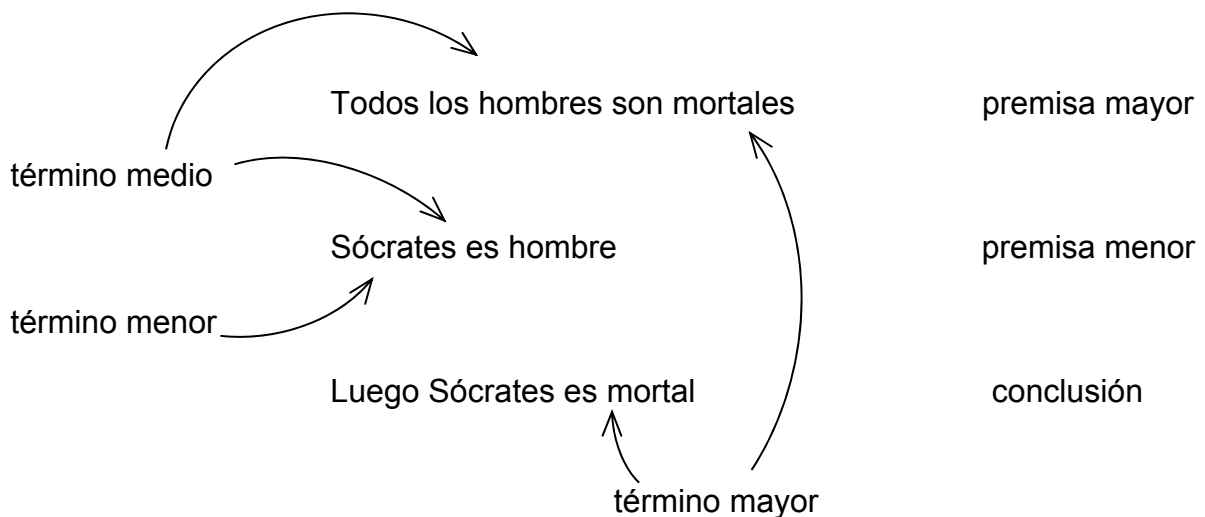 Todos los hombres son mortales premisa mayor
término medio
Sócrates es hombre premisa menor
término menor
Luego Sócrates es mortal conclusión
término mayor